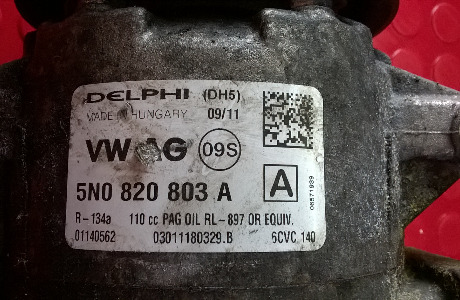 DELPHI (DH5)
MADE IN HUNGARY 09/11
VW AG 09S
5N0 820 803 A A
R-134a 110 cc PAG OIL RL-897 OR EQUIV.
01140562 03011180329.B 6CVC 140
06571939